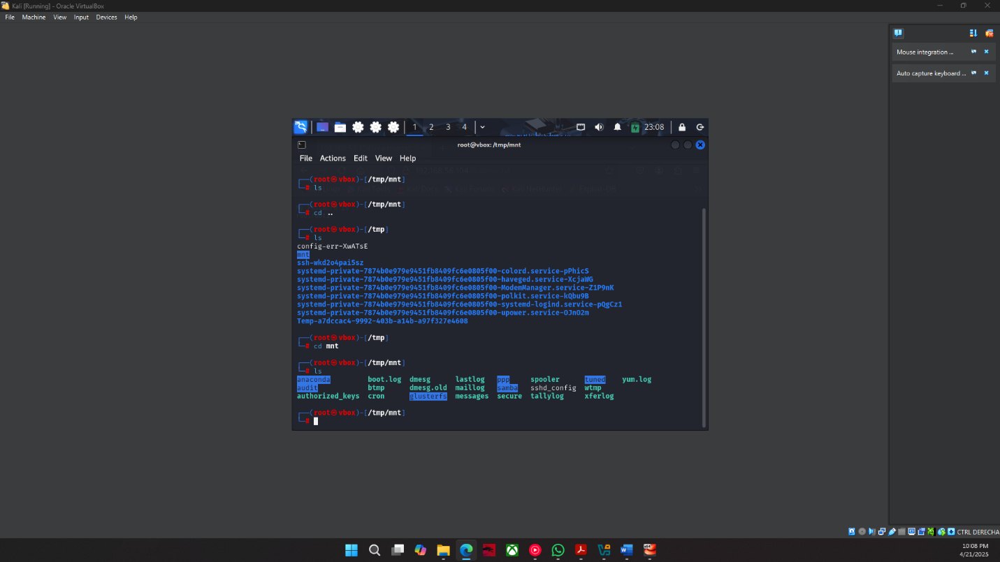 Kali [Running] - Oracle VirtualBox
File Machine View Input Devices Help
Mouse integration ...
Auto capture keyboard ...
1 2 3 4 23:08
root@vbox: /tmp/mnt
File Actions Edit View Help
┌──(root㉿vbox)-[/tmp/mnt]
└─# ls
┌──(root㉿vbox)-[/tmp/mnt]
└─# cd ..
┌──(root㉿vbox)-[/tmp]
└─# ls
config-err-XwATsE
mnt
ssh-wkd2o4pai5sz
systemd-private-7874b0e979e9451fb8409fc6e0805f00-colord.service-pPhicS
systemd-private-7874b0e979e9451fb8409fc6e0805f00-haveged.service-XcjaWG
systemd-private-7874b0e979e9451fb8409fc6e0805f00-ModemManager.service-Z1P9nK
systemd-private-7874b0e979e9451fb8409fc6e0805f00-polkit.service-kQbu9B
systemd-private-7874b0e979e9451fb8409fc6e0805f00-systemd-logind.service-pQgCz1
systemd-private-7874b0e979e9451fb8409fc6e0805f00-upower.service-OJnO2m
Temp-a7dccac4-9992-403b-a14b-a97f327e4608
┌──(root㉿vbox)-[/tmp]
└─# cd mnt
┌──(root㉿vbox)-[/tmp/mnt]
└─# ls
anaconda boot.log dmesg lastlog ppp spooler tuned yum.log
audit btmp dmesg.old maillog samba sshd_config wtmp
authorized_keys cron glusterfs messages secure tallylog xferlog
┌──(root㉿vbox)-[/tmp/mnt]
└─#
CTRL DERECHA
10:08 PM
4/21/2025